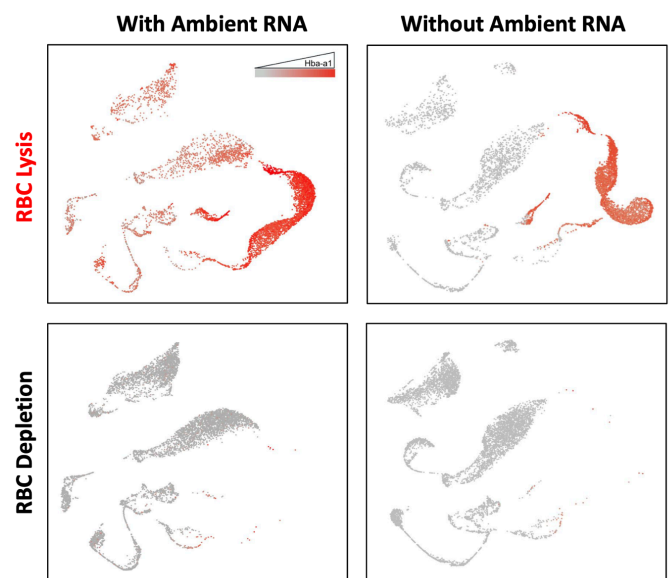 With Ambient RNA
Without Ambient RNA
Hba-a1
RBC Lysis
RBC Depletion